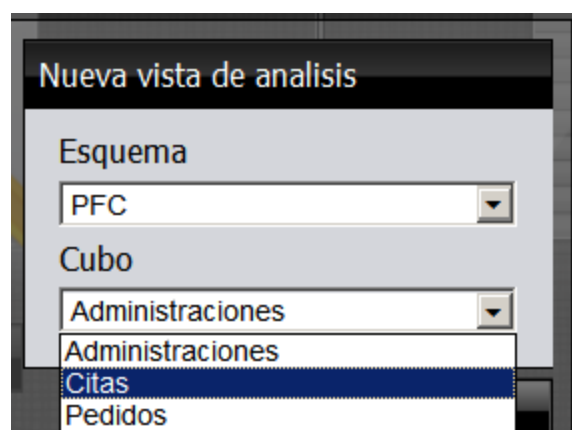 Nueva vista de analisis
Esquema
PFC
Cubo
Administraciones
Administraciones
Citas
Pedidos